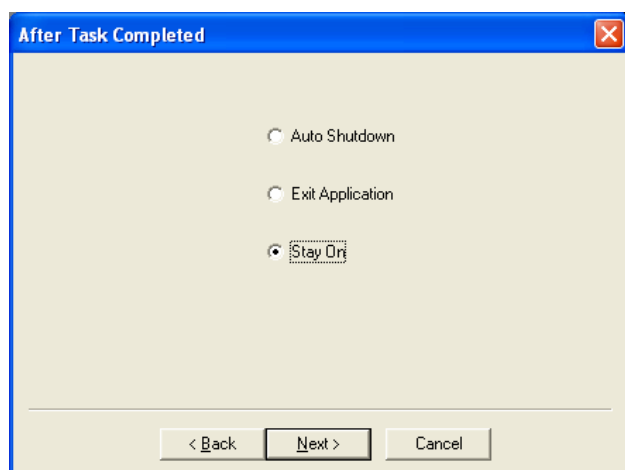 After Task Completed
Auto Shutdown
Exit Application
Stay On
< Back Next > Cancel